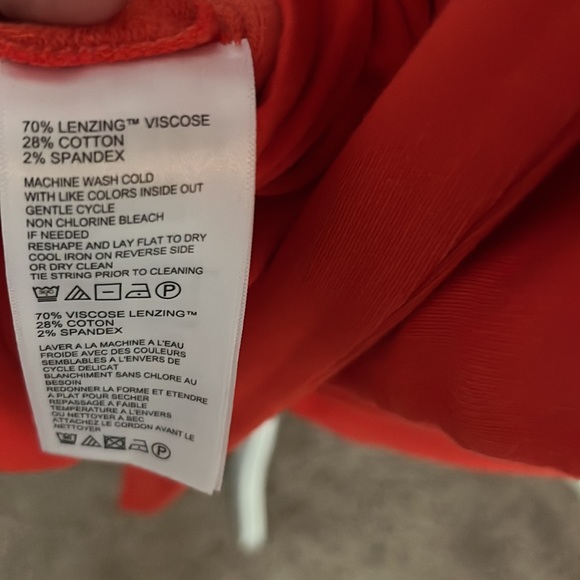 70% LENZING™ VISCOSE
28% COTTON
2% SPANDEX
MACHINE WASH COLD
WITH LIKE COLORS INSIDE OUT
GENTLE CYCLE
NON CHLORINE BLEACH
IF NEEDED
RESHAPE AND LAY FLAT TO DRY
COOL IRON ON REVERSE SIDE
OR DRY CLEAN
TIE STRING PRIOR TO CLEANING
P
70% VISCOSE LENZING™
28% COTON
2% SPANDEX
LAVER A LA MACHINE A L'EAU
FROIDE AVEC DES COULEURS
SEMBLABLES A L'ENVERS DE
CYCLE DELICAT
BLANCHIMENT SANS CHLORE AU
BESOIN
REDONNER LA FORME ET ETENDRE
A PLAT POUR SECHER
REPASSAGE A FAIBLE
TEMPERATURE A L'ENVERS
OU NETTOYER A SEC
ATTACHEZ LE CORDON AVANT LE
NETTOYER
P